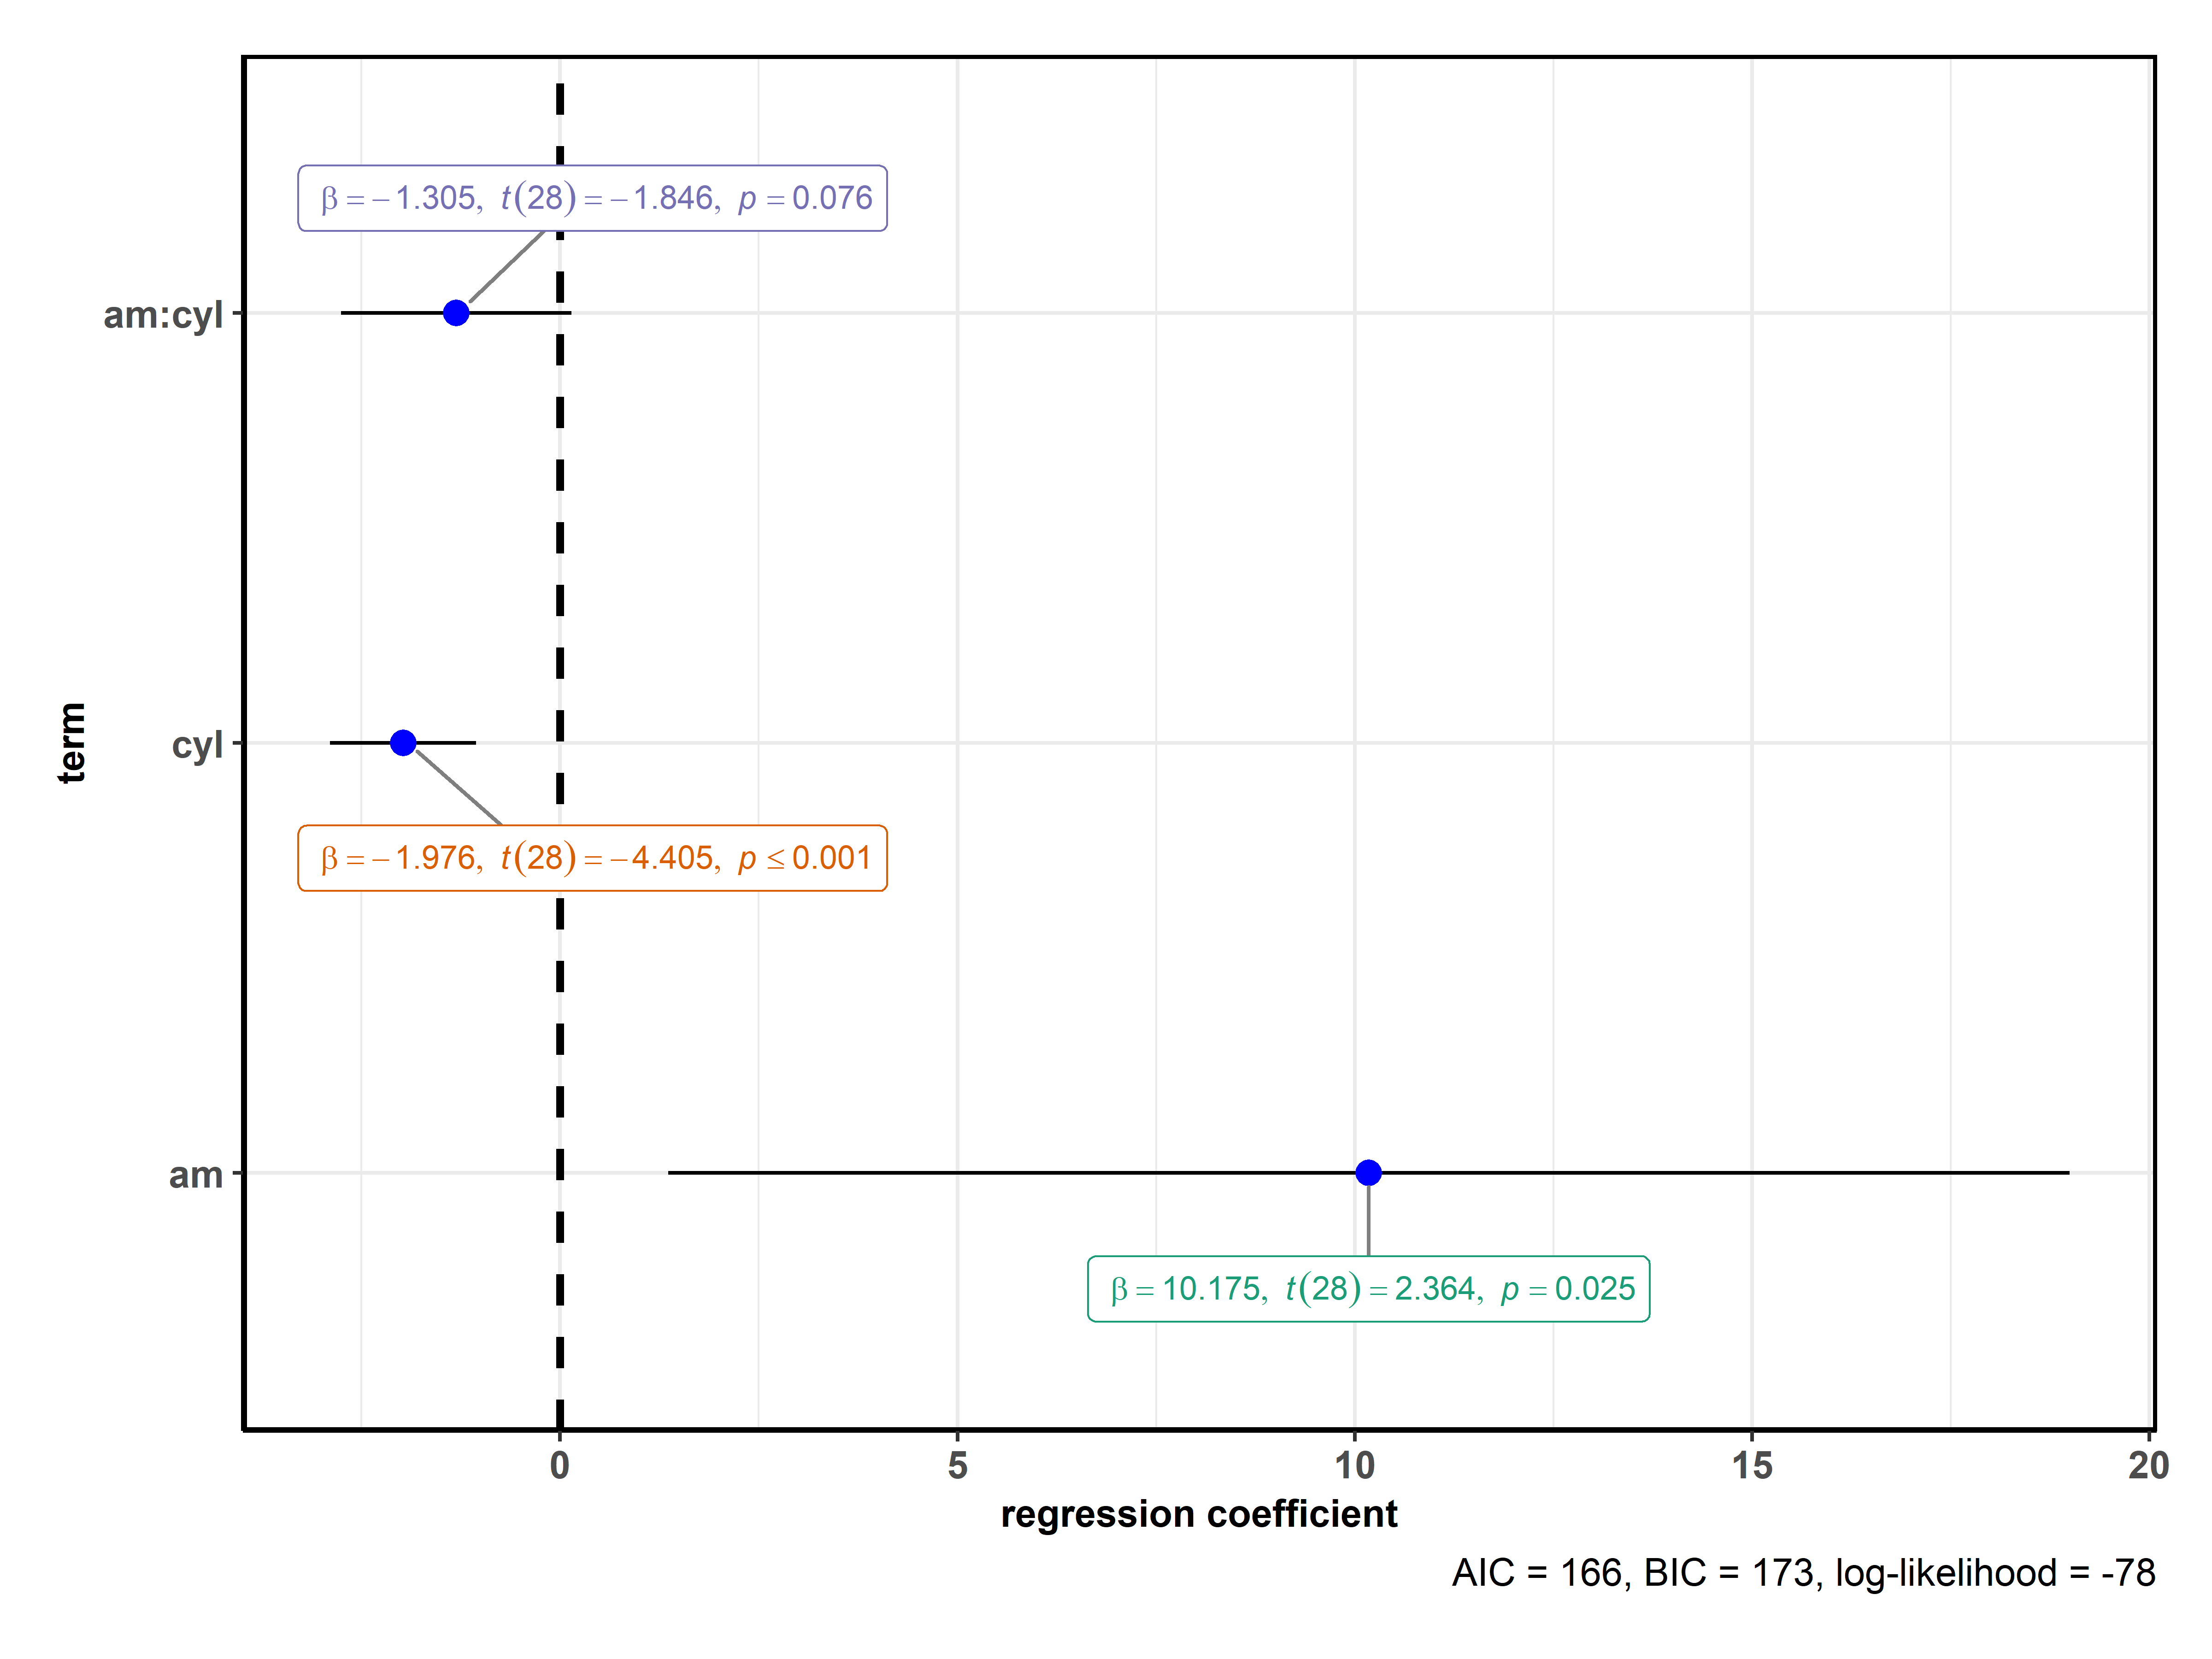 β = −1.305, t(28) = −1.846, p = 0.076
am:cyl
term
cyl
β = −1.976, t(28) = −4.405, p ≤ 0.001
am
β = 10.175, t(28) = 2.364, p = 0.025
0 5 10 15 20
regression coefficient
AIC = 166, BIC = 173, log-likelihood = -78